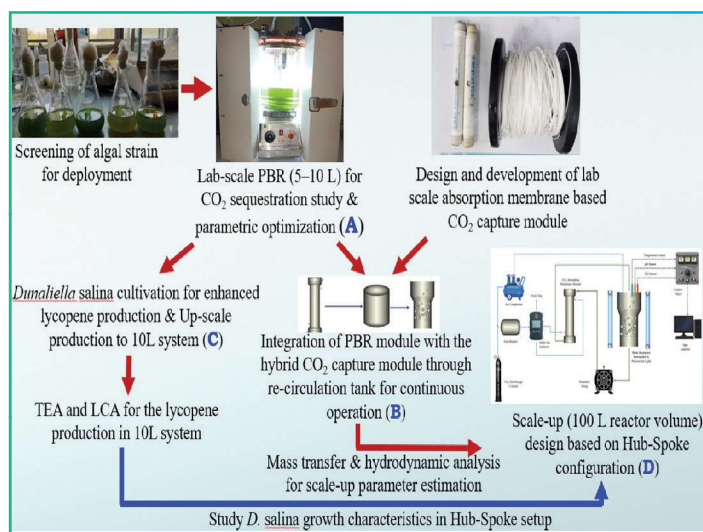 Screening of algal strain
for deployment
Lab-scale PBR (5–10 L) for
CO₂ sequestration study &
parametric optimization (A)
Design and development of lab
scale absorption membrane based
CO₂ capture module
Dunaliella salina cultivation for enhanced
lycopene production & Up-scale
production to 10L system (C)
Integration of PBR module with the
hybrid CO₂ capture module through
re-circulation tank for continuous
operation (B)
TEA and LCA for the lycopene
production in 10L system
Mass transfer & hydrodynamic analysis
for scale-up parameter estimation
Scale-up (100 L reactor volume)
design based on Hub-Spoke
configuration (D)
Study D. salina growth characteristics in Hub-Spoke setup